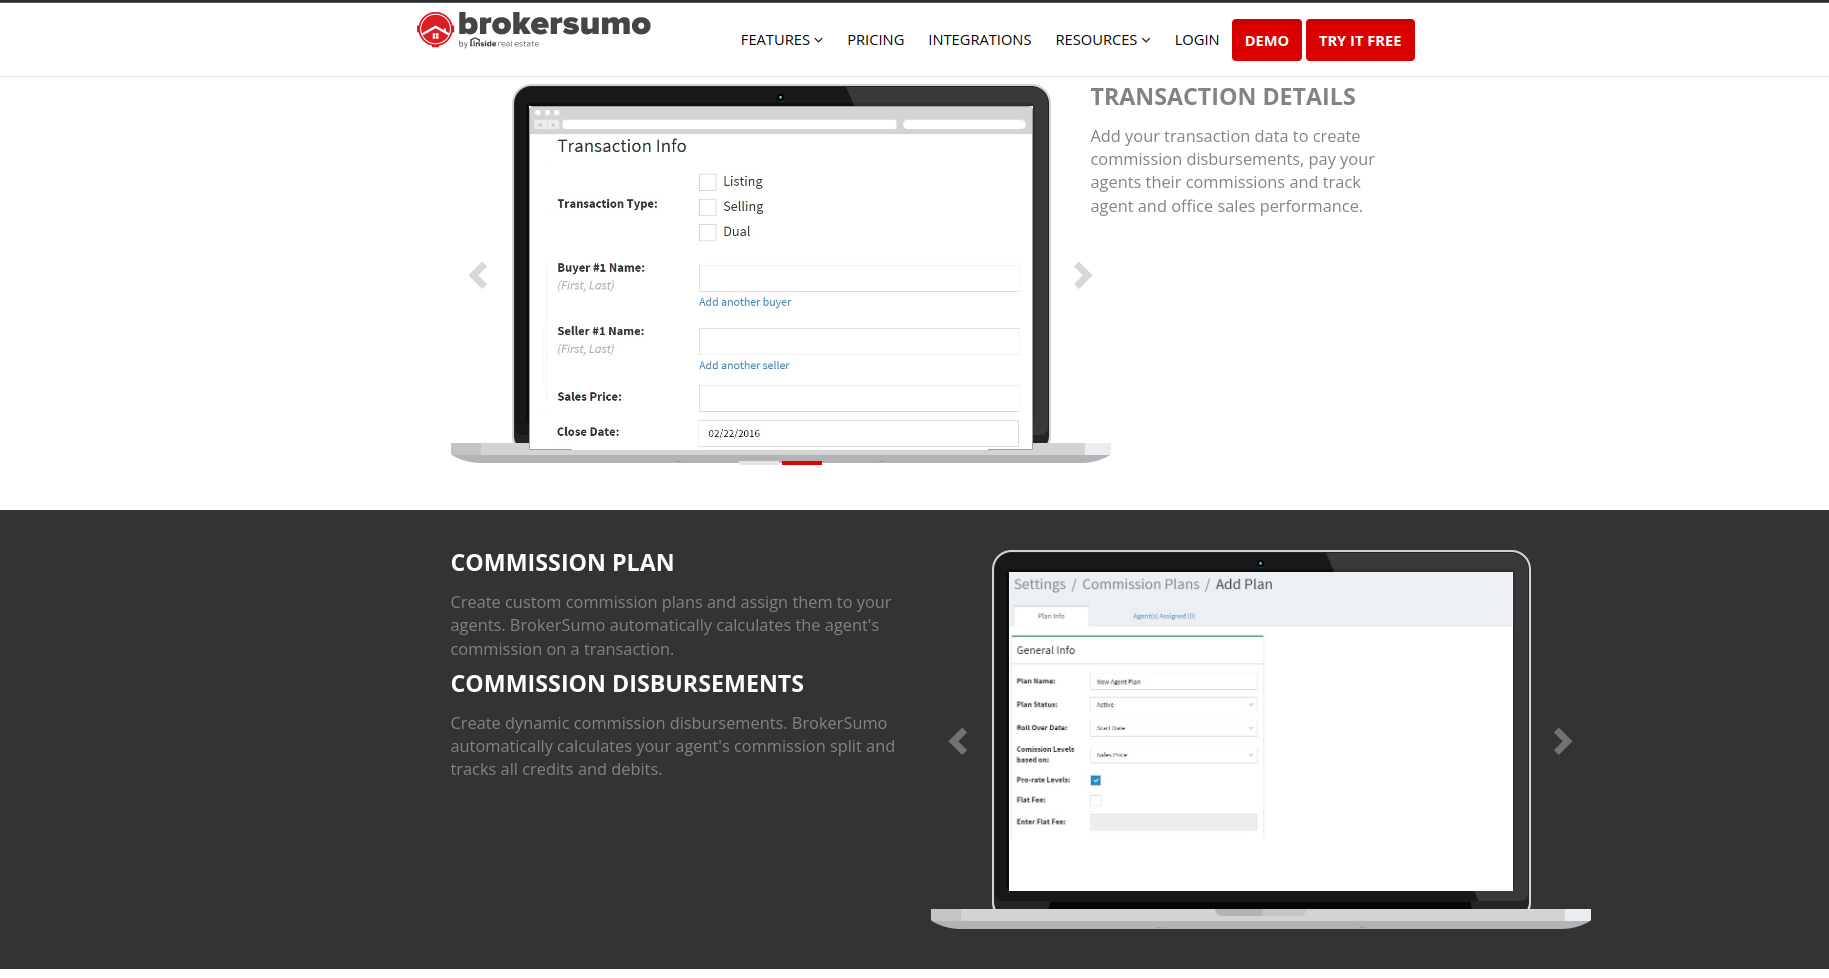 brokersumo
by inside real estate
FEATURES
PRICING
INTEGRATIONS
RESOURCES
LOGIN
DEMO
TRY IT FREE
Transaction Info
Transaction Type:
Listing
Selling
Dual
Buyer #1 Name:
(First, Last)
Add another buyer
Seller #1 Name:
(First, Last)
Add another seller
Sales Price:
Close Date:
02/22/2016
TRANSACTION DETAILS
Add your transaction data to create
commission disbursements, pay your
agents their commissions and track
agent and office sales performance.
COMMISSION PLAN
Create custom commission plans and assign them to your
agents. BrokerSumo automatically calculates the agent's
commission on a transaction.
COMMISSION DISBURSEMENTS
Create dynamic commission disbursements. BrokerSumo
automatically calculates your agent's commission split and
tracks all credits and debits.
Settings / Commission Plans / Add Plan
Plan Info
Agent(s) Assigned (0)
General Info
Plan Name:
New Agent Plan
Plan Status:
Active
Roll Over Date:
Start Date
Comission Levels
based on:
Sales Price
Pro-rate Levels:
Flat Fee:
Enter Flat Fee: